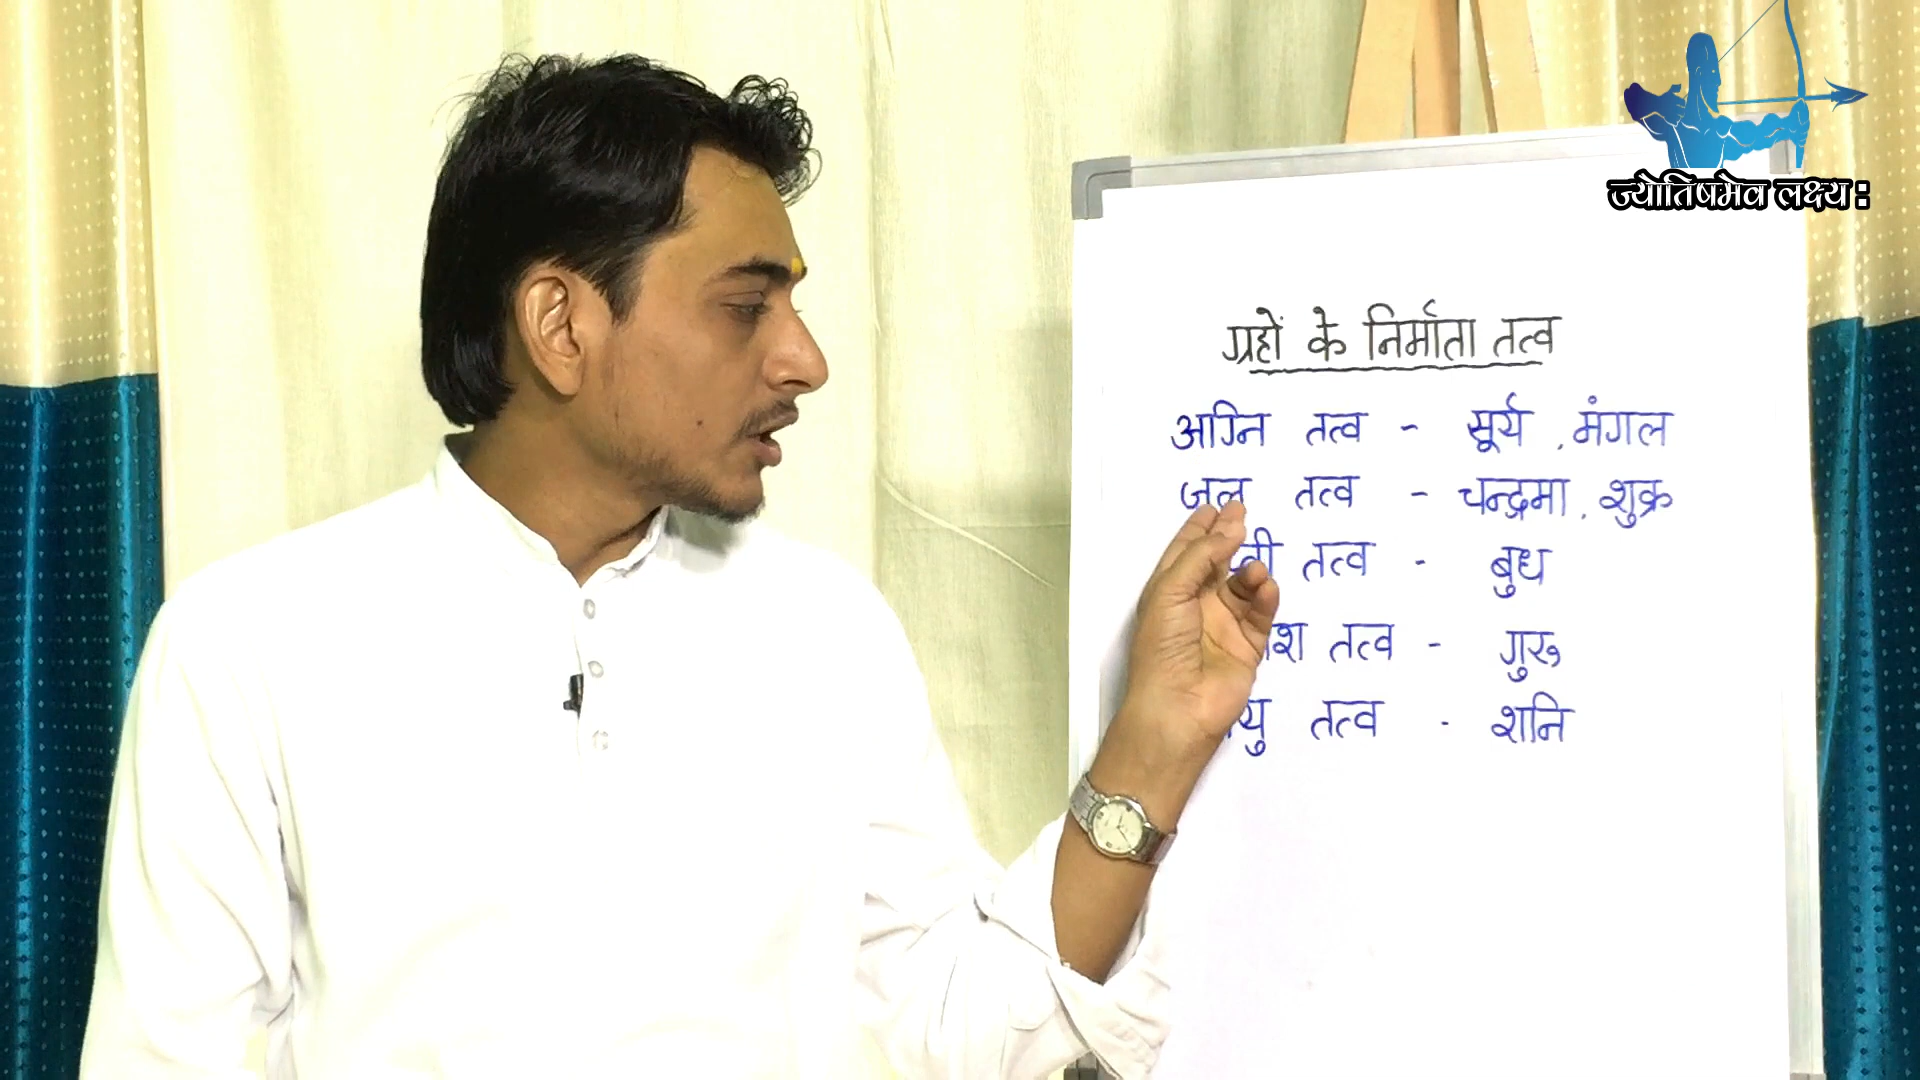 ज्योतिषमेव लक्ष्य :
ग्रहों के निर्माता तत्व
अग्नि तत्व - सूर्य , मंगल
जल तत्व - चन्द्रमा , शुक्र
तत्व - बुध
तत्व - गुरु
तत्व - शनि